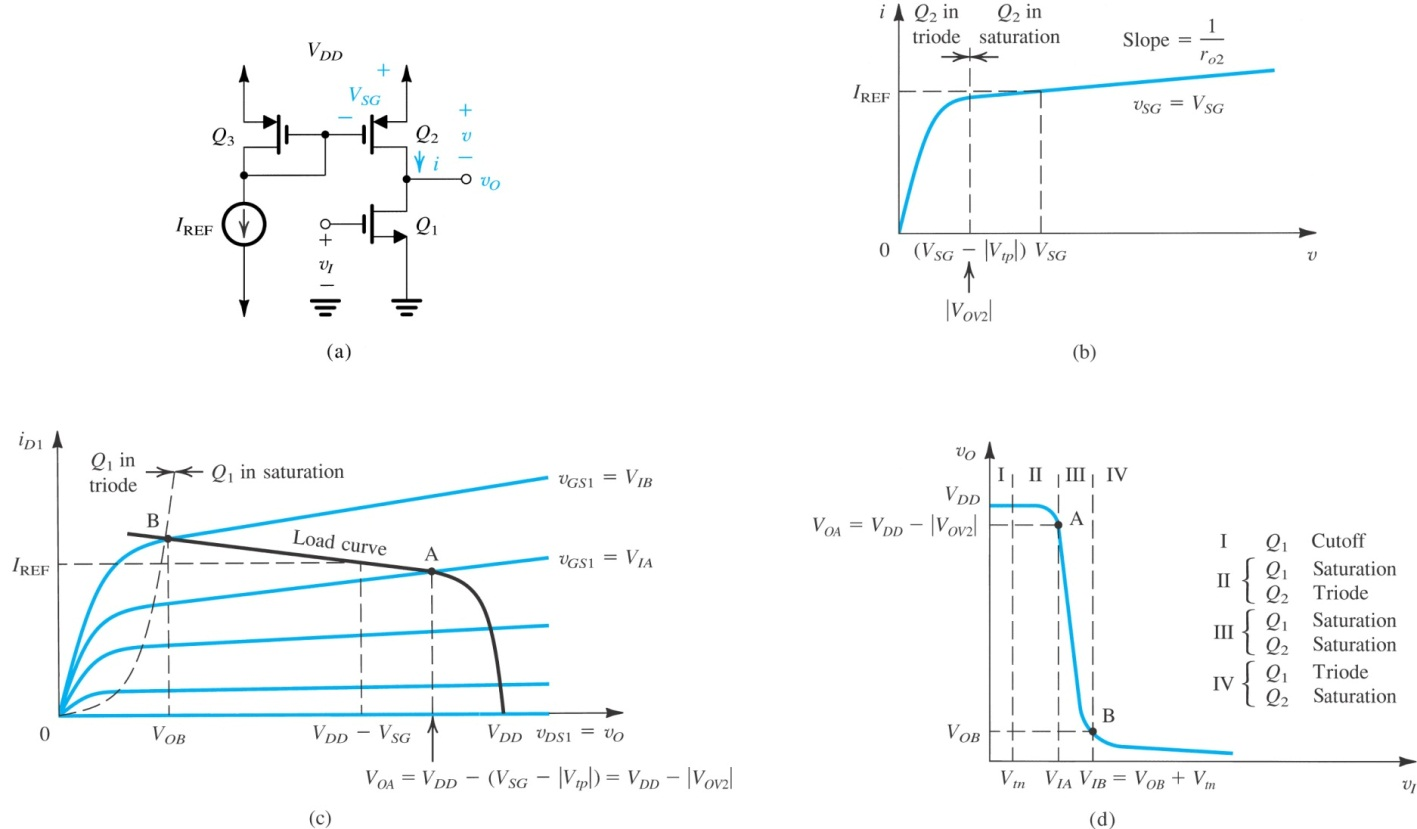 V_DD
+
V_SG
−
+
v
−
Q_3
Q_2
i
v_O
I_REF
Q_1
+
v_I
−
(a)
i
Q_2 in triode
Q_2 in saturation
Slope = 1/r_o2
I_REF
v_SG = V_SG
0
(V_SG − |V_tp|)
V_SG
v
|V_OV2|
(b)
i_D1
Q_1 in triode
Q_1 in saturation
v_GS1 = V_IB
B
Load curve
A
v_GS1 = V_IA
I_REF
0
V_OB
V_DD − V_SG
V_DD
v_DS1 = v_O
V_OA = V_DD − (V_SG − |V_tp|) = V_DD − |V_OV2|
(c)
v_O
I
II
III
IV
V_DD
V_OA = V_DD − |V_OV2|
A
I Q_1 Cutoff
II { Q_1 Saturation
Q_2 Triode
III { Q_1 Saturation
Q_2 Saturation
IV { Q_1 Triode
Q_2 Saturation
V_OB
B
0
V_tn
V_IA
V_IB = V_OB + V_tn
v_I
(d)